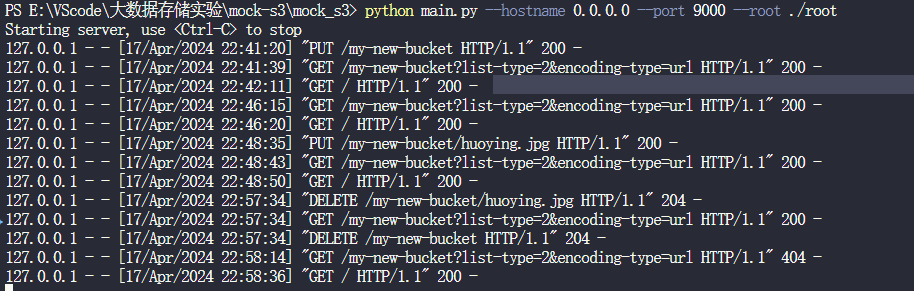 PS E:\VScode\大数据存储实验\mock-s3\mock_s3> python main.py --hostname 0.0.0.0 --port 9000 --root ./root
Starting server, use <Ctrl-C> to stop
127.0.0.1 - - [17/Apr/2024 22:41:20] "PUT /my-new-bucket HTTP/1.1" 200 -
127.0.0.1 - - [17/Apr/2024 22:41:39] "GET /my-new-bucket?list-type=2&encoding-type=url HTTP/1.1" 200 -
127.0.0.1 - - [17/Apr/2024 22:42:11] "GET / HTTP/1.1" 200 -
127.0.0.1 - - [17/Apr/2024 22:46:15] "GET /my-new-bucket?list-type=2&encoding-type=url HTTP/1.1" 200 -
127.0.0.1 - - [17/Apr/2024 22:46:20] "GET / HTTP/1.1" 200 -
127.0.0.1 - - [17/Apr/2024 22:48:35] "PUT /my-new-bucket/huoying.jpg HTTP/1.1" 200 -
127.0.0.1 - - [17/Apr/2024 22:48:43] "GET /my-new-bucket?list-type=2&encoding-type=url HTTP/1.1" 200 -
127.0.0.1 - - [17/Apr/2024 22:48:50] "GET / HTTP/1.1" 200 -
127.0.0.1 - - [17/Apr/2024 22:57:34] "DELETE /my-new-bucket/huoying.jpg HTTP/1.1" 204 -
127.0.0.1 - - [17/Apr/2024 22:57:34] "GET /my-new-bucket?list-type=2&encoding-type=url HTTP/1.1" 200 -
127.0.0.1 - - [17/Apr/2024 22:57:34] "DELETE /my-new-bucket HTTP/1.1" 204 -
127.0.0.1 - - [17/Apr/2024 22:58:14] "GET /my-new-bucket?list-type=2&encoding-type=url HTTP/1.1" 404 -
127.0.0.1 - - [17/Apr/2024 22:58:36] "GET / HTTP/1.1" 200 -